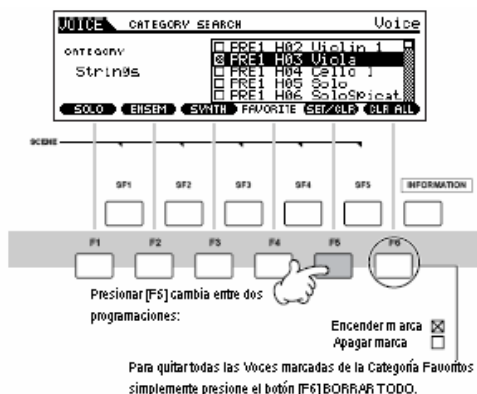 VOICE CATEGORY SEARCH Voice
CATEGORY
Strings
PRE1 H02 Violin 1
PRE1 H03 Viola
PRE1 H04 Cello 1
PRE1 H05 Solo
PRE1 H06 SoloSpicat
SOLO ENSEM SYNTH FAVORITE SET/CLR CLR ALL
SCENE
SF1 SF2 SF3 SF4 SF5 INFORMATION
F1 F2 F3 F4 F5 F6
Presionar [F5] cambia entre dos
programaciones:
Encender marca
Apagar marca
Para quitar todas las Voces marcadas de la Categoría Favoritos
simplemente presione el botón [F6] BORRAR TODO.